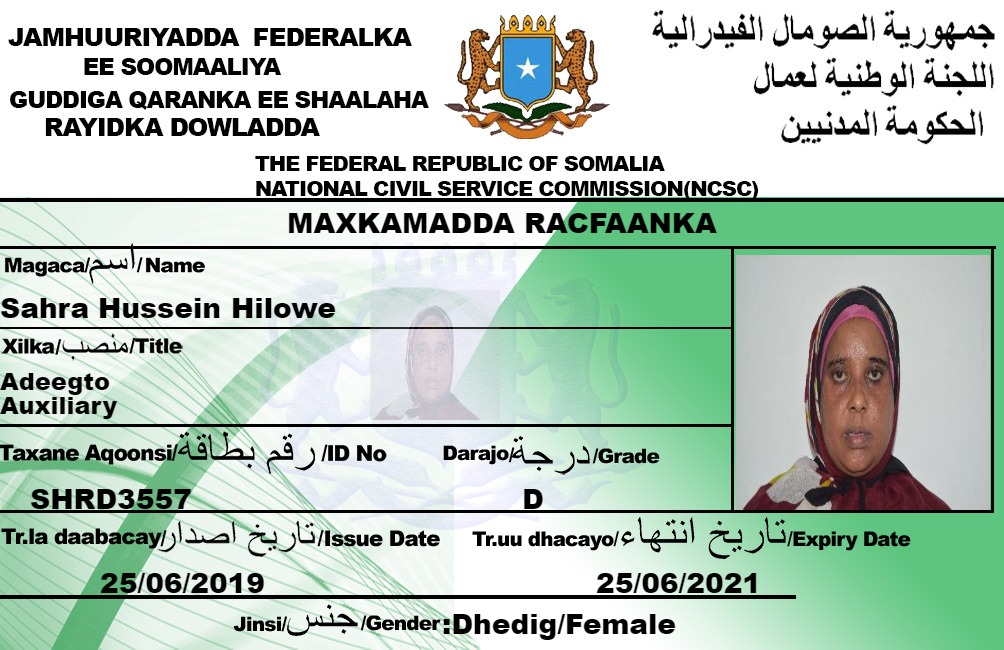 JAMHUURIYADDA FEDERALKA
EE SOOMAALIYA
GUDDIGA QARANKA EE SHAALAHA
RAYIDKA DOWLADDA
جمهورية الصومال الفيدرالية
اللجنة الوطنية لعمال
الحكومة المدنيين
THE FEDERAL REPUBLIC OF SOMALIA
NATIONAL CIVIL SERVICE COMMISSION(NCSC)
MAXKAMADDA RACFAANKA
Magaca/اسم/Name
Sahra Hussein Hilowe
Xilka/منصب/Title
Adeegto
Auxiliary
Taxane Aqoonsi/رقم بطاقة/ID No
Darajo/درجة/Grade
SHRD3557
D
Tr.la daabacay/تاريخ اصدار/Issue Date
Tr.uu dhacayo/تاريخ انتهاء/Expiry Date
25/06/2019
25/06/2021
Jinsi/جنس/Gender:Dhedig/Female